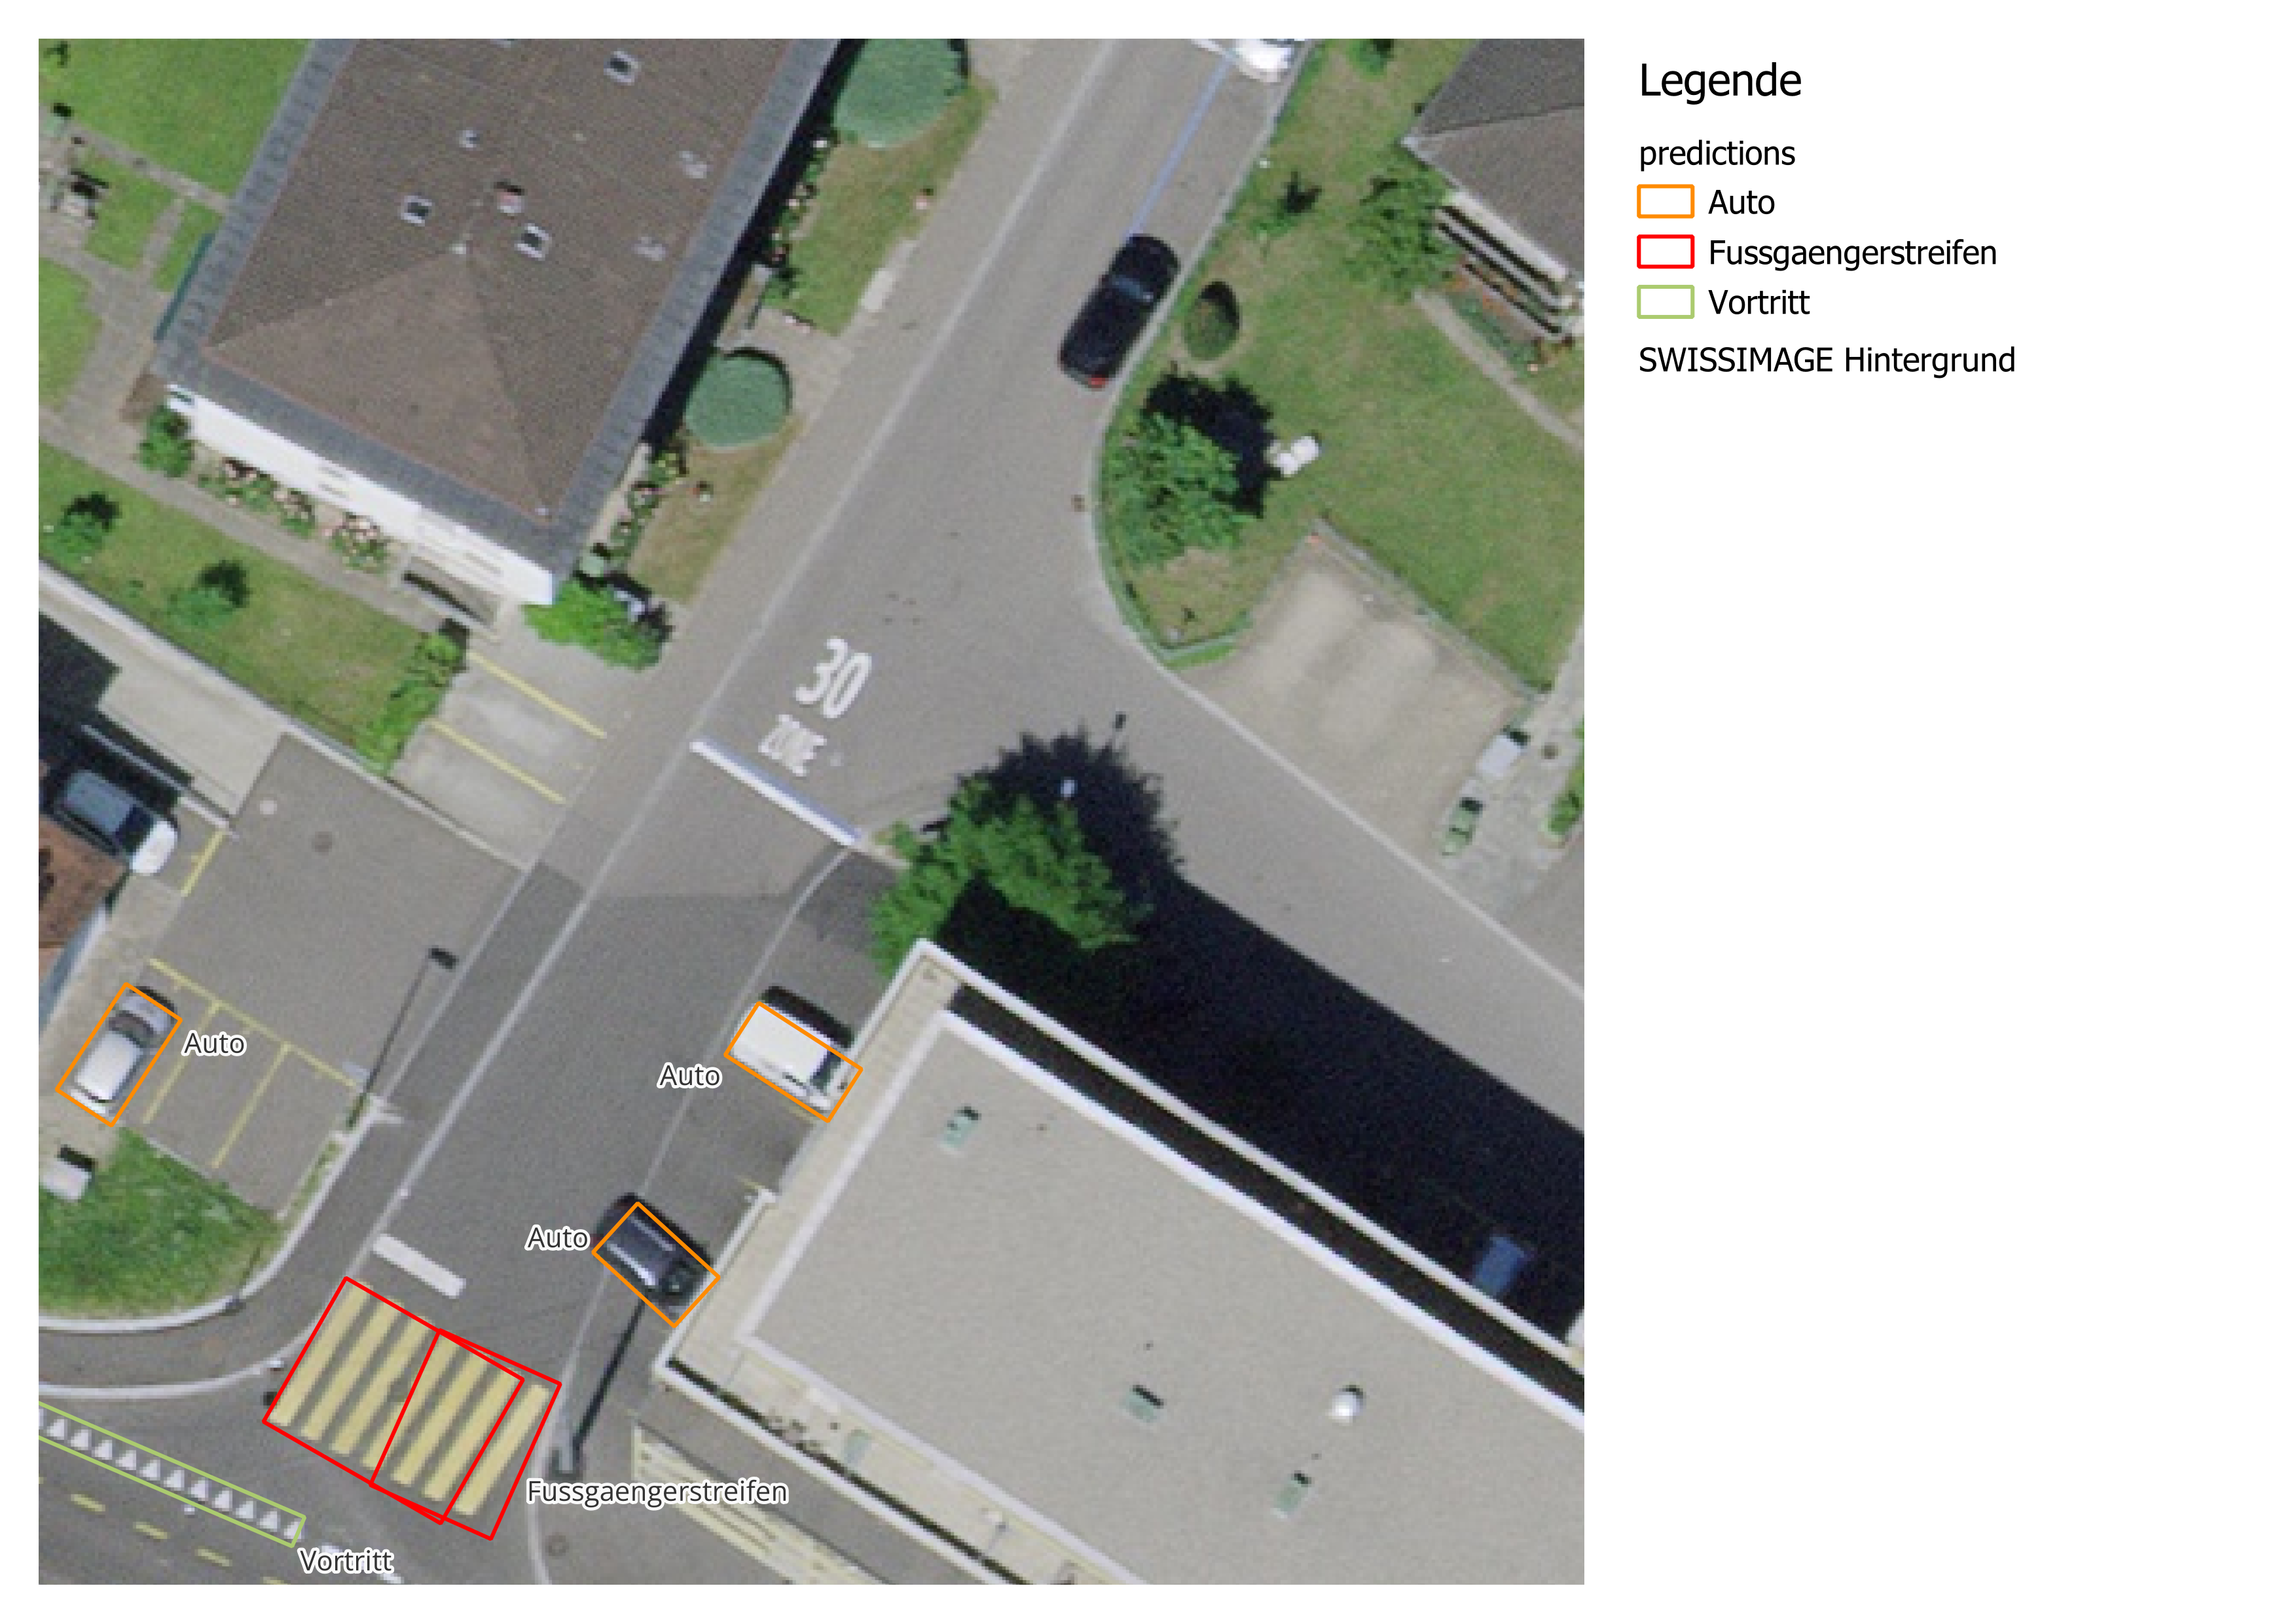 Legende
predictions
Auto
Fussgaengerstreifen
Vortritt
SWISSIMAGE Hintergrund
30
ZONE
Auto
Auto
Auto
Fussgaengerstreifen
Vortritt